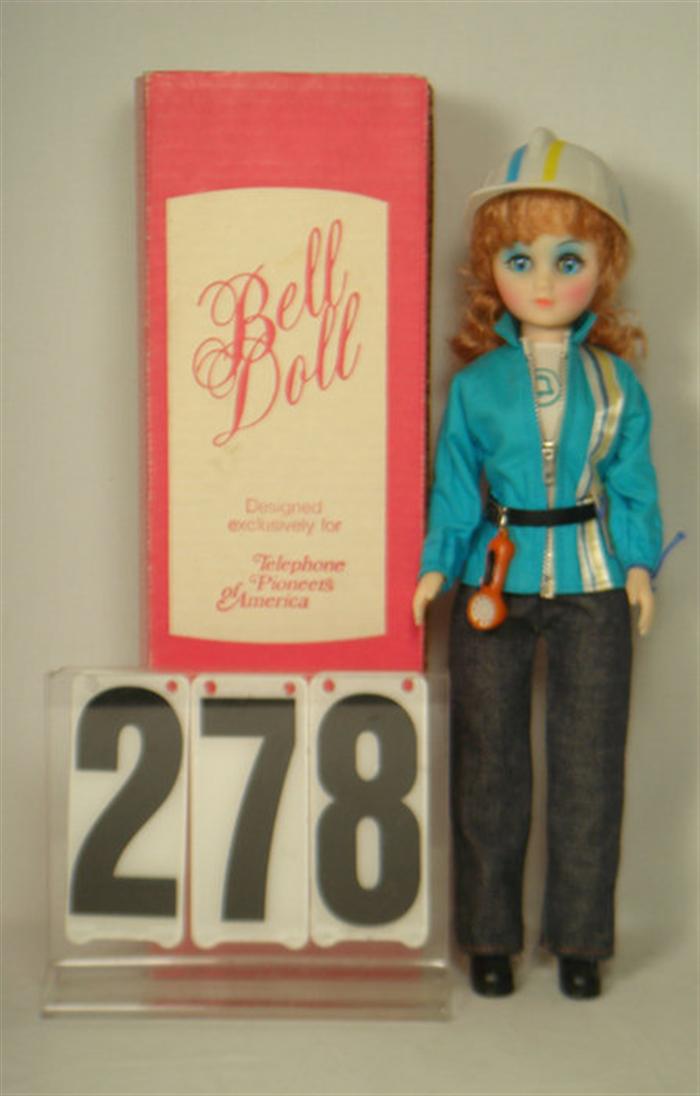 Bell
Doll
Designed
exclusively for
Telephone
Pioneers
of America
278